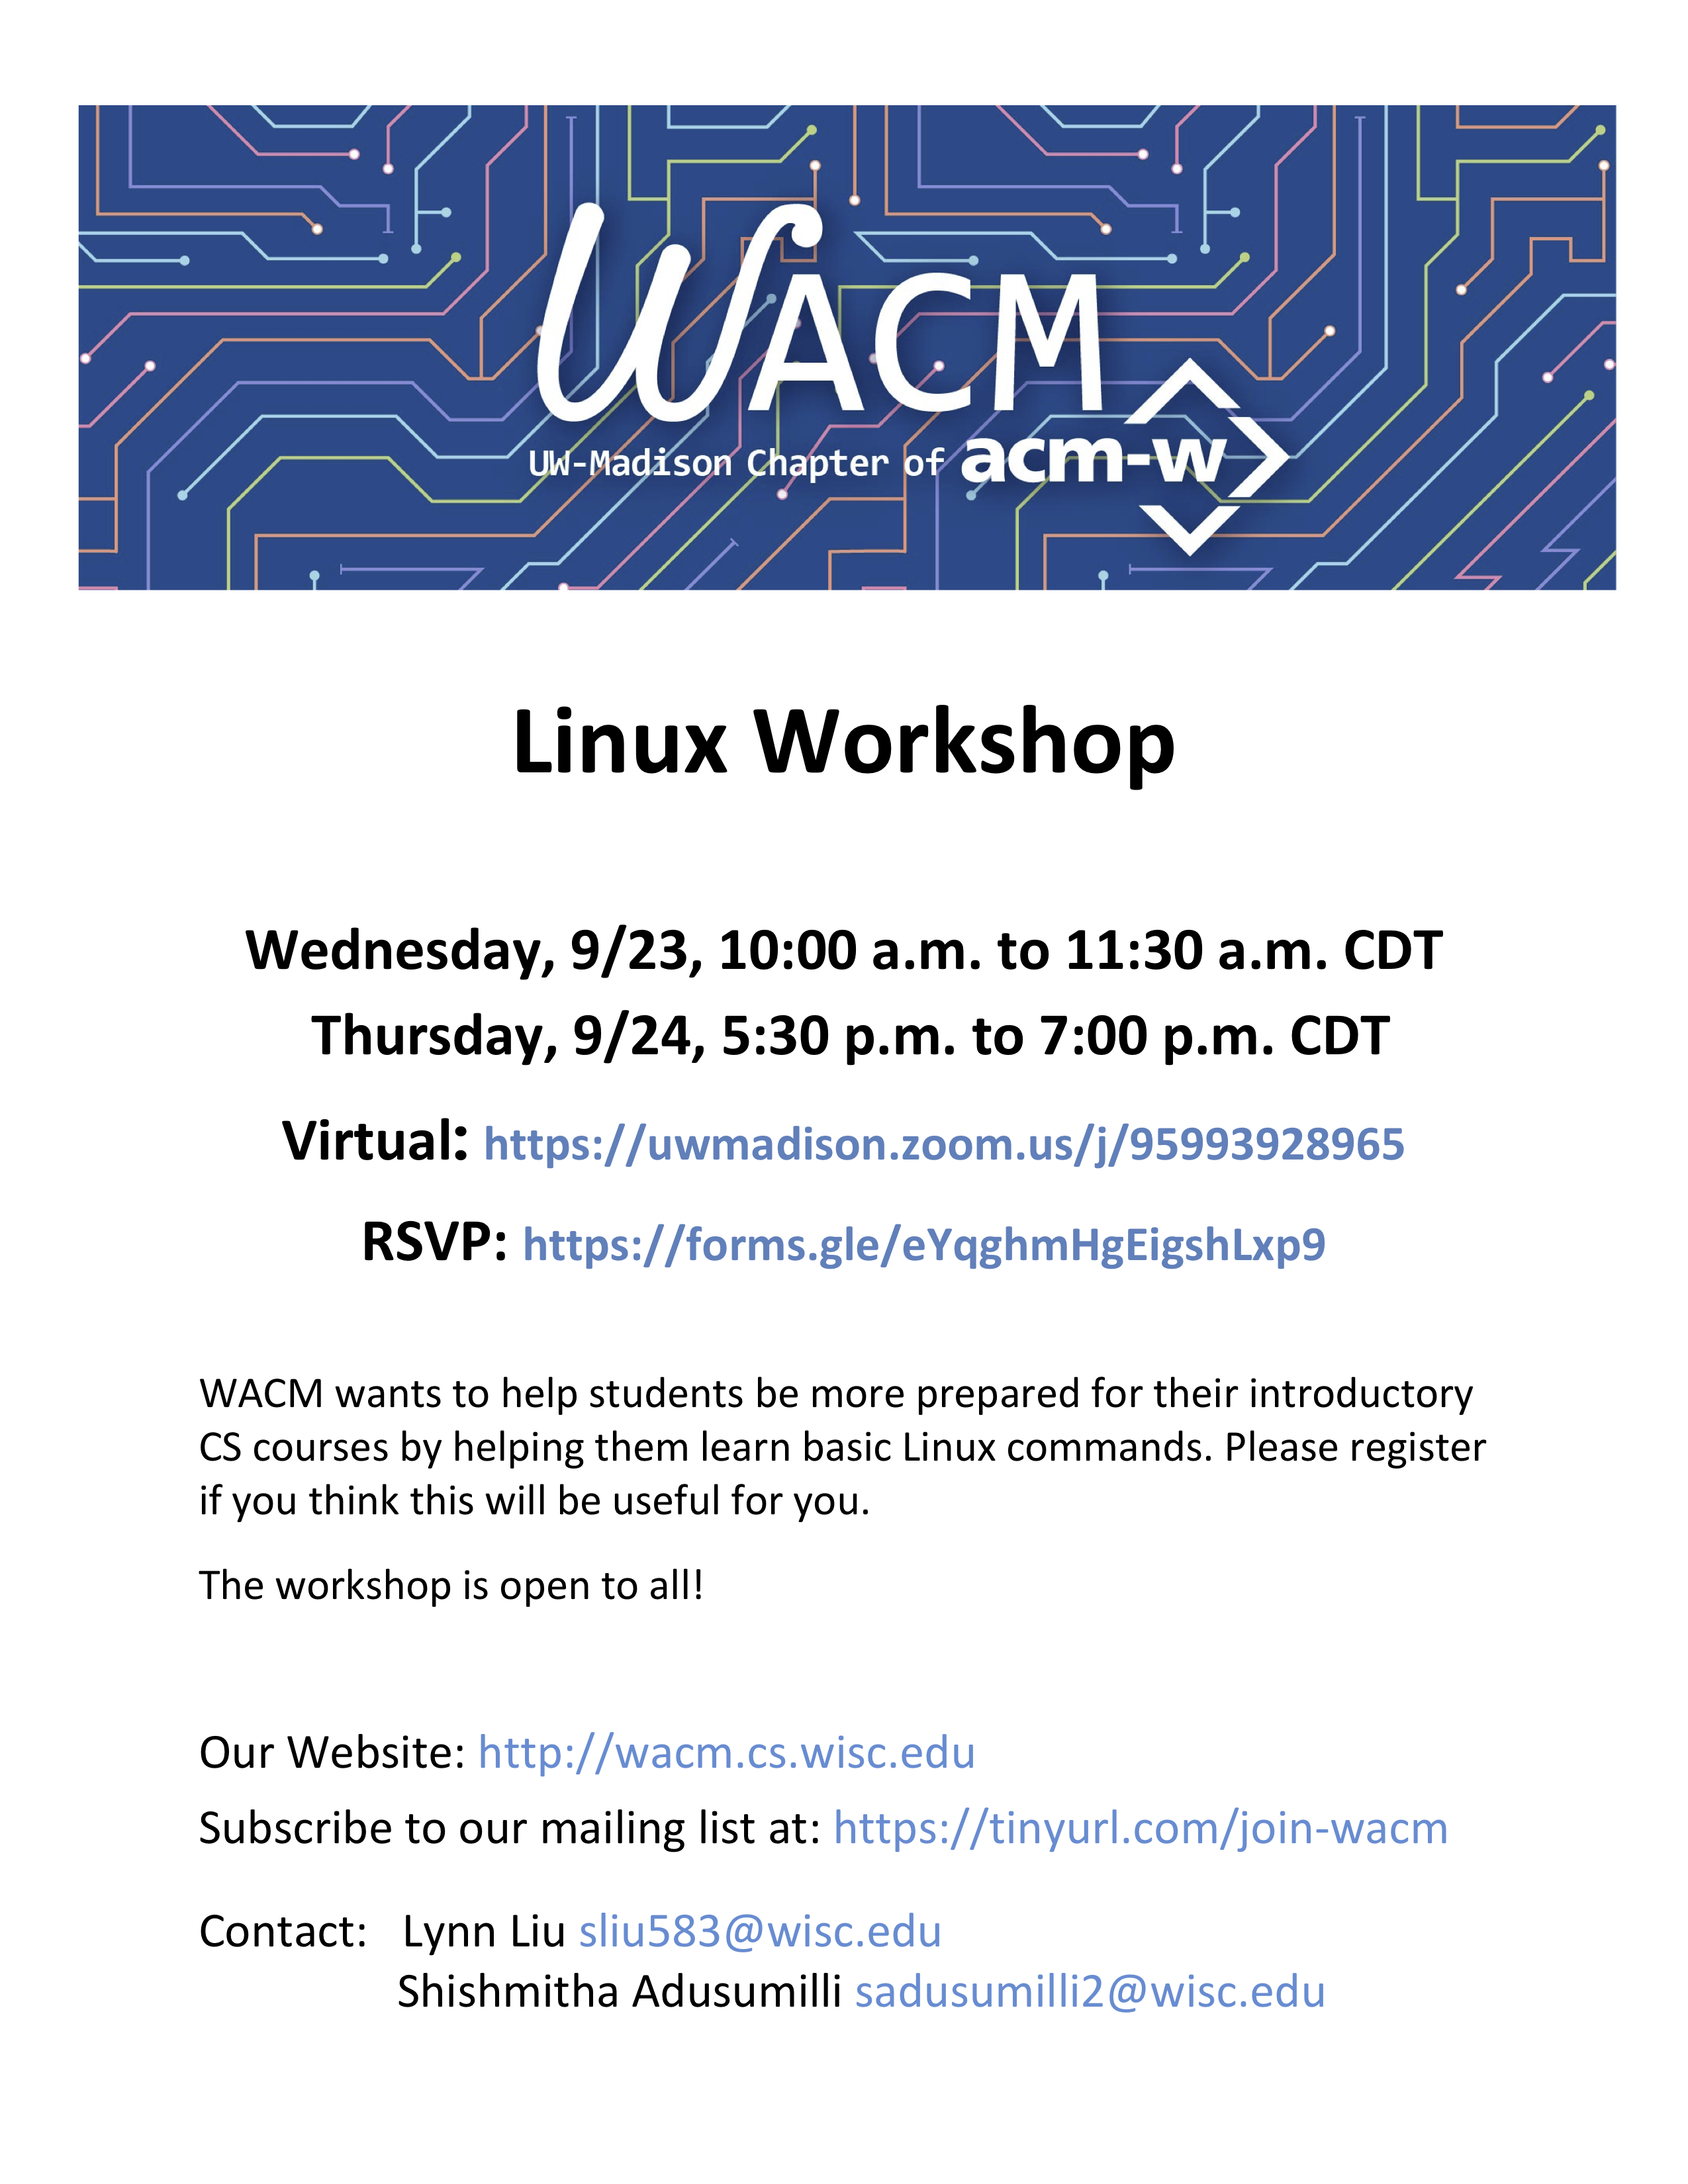 WACM
UW-Madison Chapter of acm-w
Linux Workshop
Wednesday, 9/23, 10:00 a.m. to 11:30 a.m. CDT
Thursday, 9/24, 5:30 p.m. to 7:00 p.m. CDT
Virtual: https://uwmadison.zoom.us/j/95993928965
RSVP: https://forms.gle/eYqghmHgEigshLxp9
WACM wants to help students be more prepared for their introductory
CS courses by helping them learn basic Linux commands. Please register
if you think this will be useful for you.
The workshop is open to all!
Our Website: http://wacm.cs.wisc.edu
Subscribe to our mailing list at: https://tinyurl.com/join-wacm
Contact: Lynn Liu sliu583@wisc.edu
Shishmitha Adusumilli sadusumilli2@wisc.edu